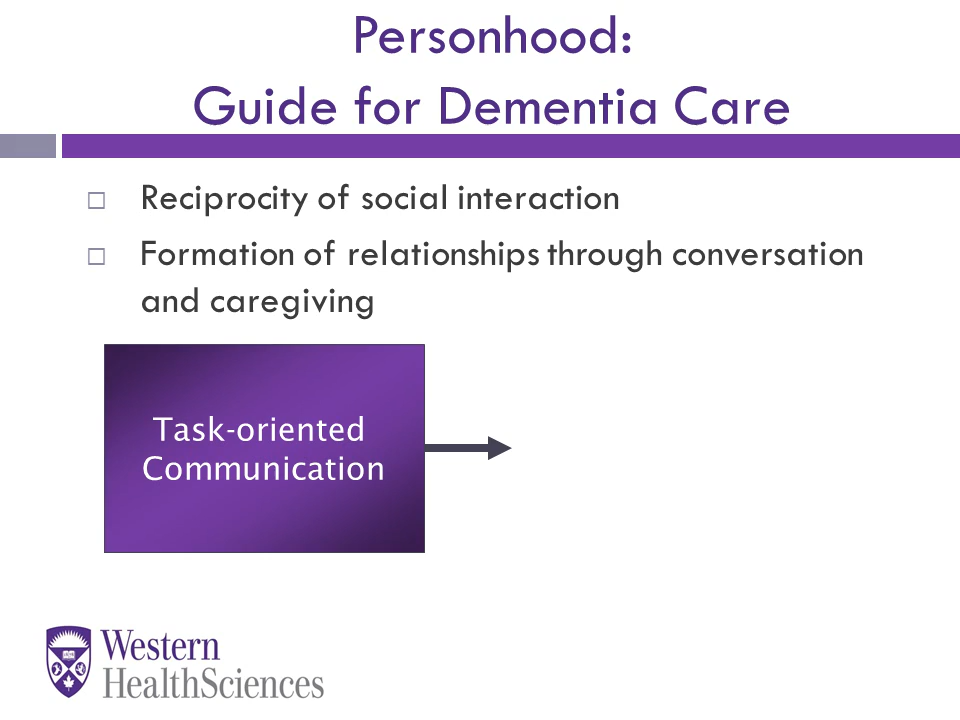 Personhood:
Guide for Dementia Care
Reciprocity of social interaction
Formation of relationships through conversation
and caregiving
Task-oriented
Communication
Western
HealthSciences